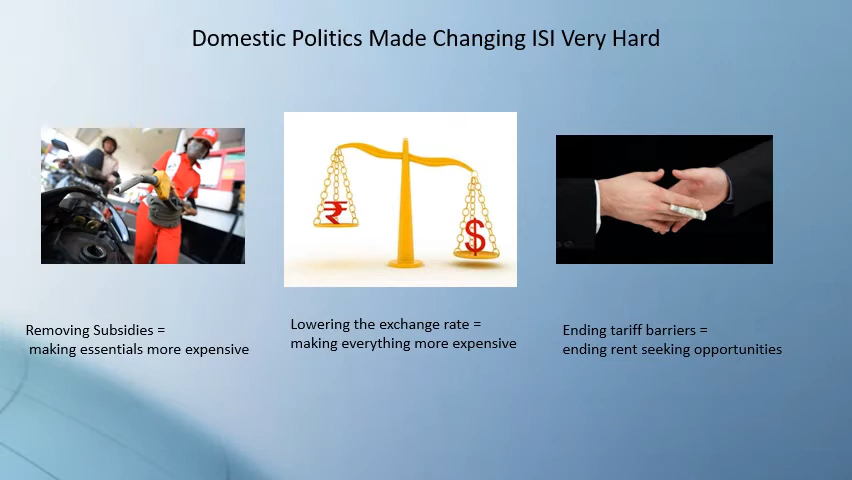 Domestic Politics Made Changing ISI Very Hard
₹
$
Removing Subsidies =
making essentials more expensive
Lowering the exchange rate =
making everything more expensive
Ending tariff barriers =
ending rent seeking opportunities